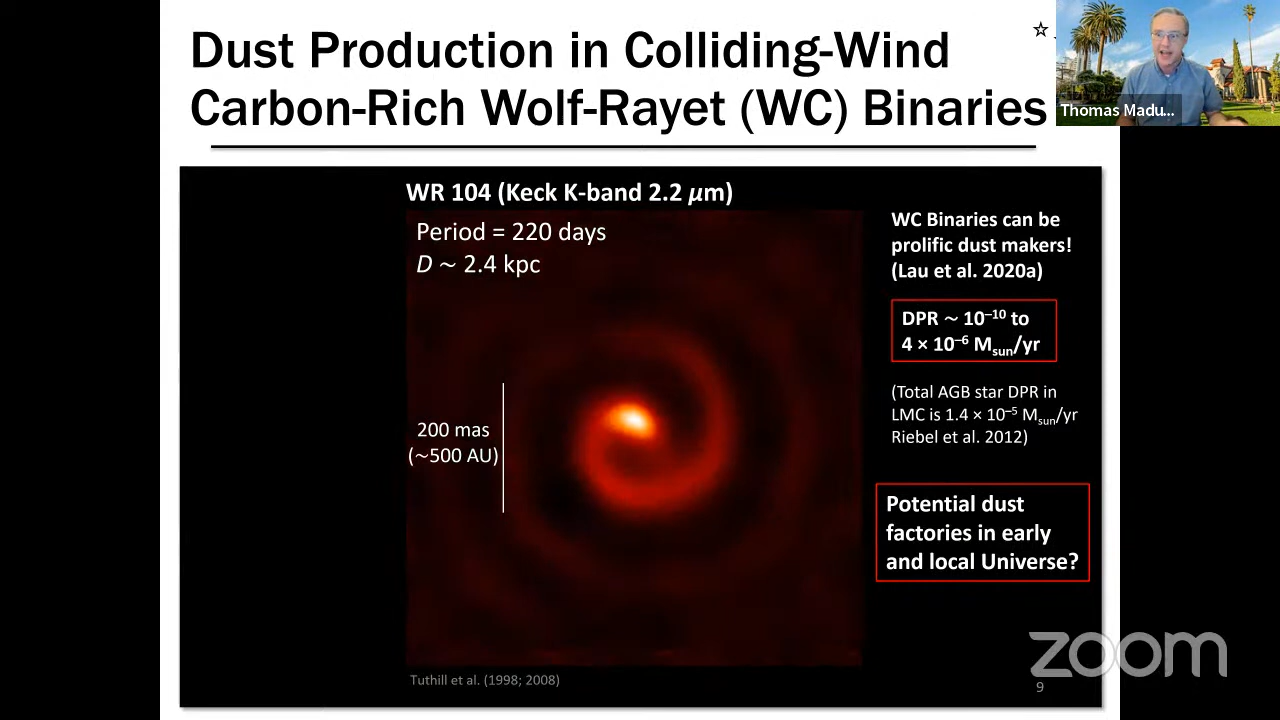 Dust Production in Colliding-Wind
Carbon-Rich Wolf-Rayet (WC) Binaries
Thomas Madu...
WR 104 (Keck K-band 2.2 μm)
Period = 220 days
D ~ 2.4 kpc
200 mas
(~500 AU)
WC Binaries can be
prolific dust makers!
(Lau et al. 2020a)
DPR ~ 10⁻¹⁰ to
4 × 10⁻⁶ Msun/yr
(Total AGB star DPR in
LMC is 1.4 × 10⁻⁵ Msun/yr
Riebel et al. 2012)
Potential dust
factories in early
and local Universe?
Tuthill et al. (1998; 2008)
zoom
9